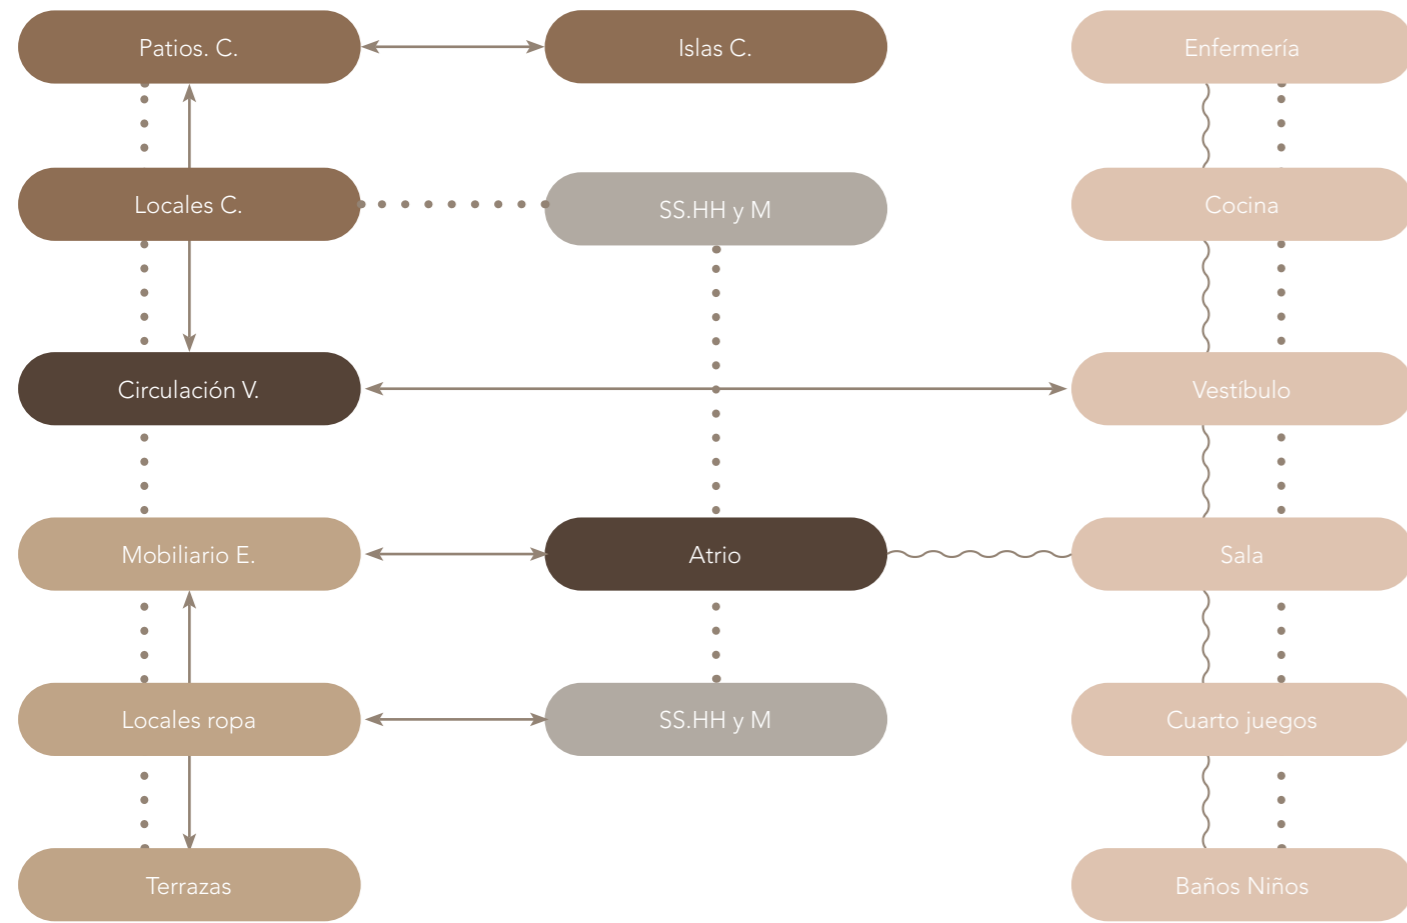 Patios. C.
Islas C.
Enfermería
Locales C.
SS.HH y M
Cocina
Circulación V.
Vestíbulo
Mobiliario E.
Atrio
Sala
Locales ropa
SS.HH y M
Cuarto juegos
Terrazas
Baños Niños